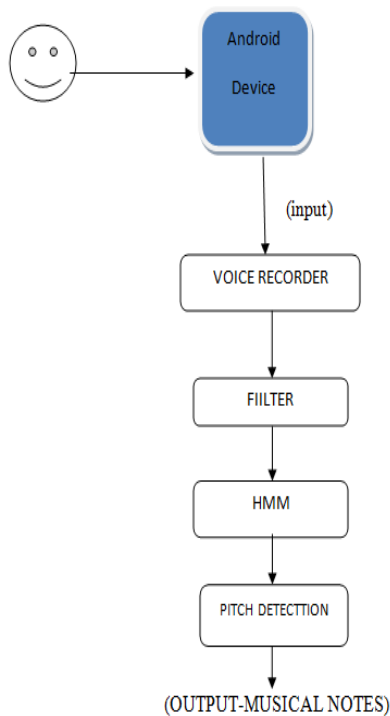 Android
Device
(input)
VOICE RECORDER
FIILTER
HMM
PITCH DETECTTION
(OUTPUT-MUSICAL NOTES)